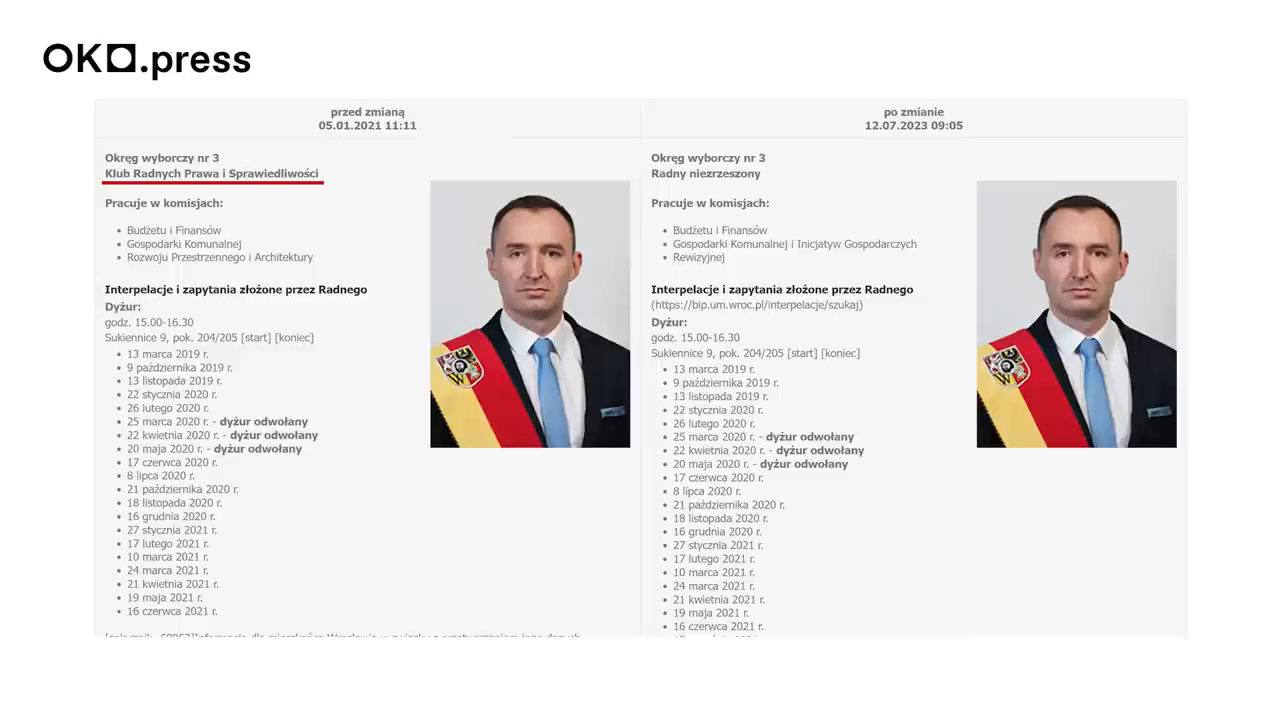 OKO.press
przed zmianą
05.01.2021 11:11
Okręg wyborczy nr 3
Klub Radnych Prawa i Sprawiedliwości
Pracuje w komisjach:
• Budżetu i Finansów
• Gospodarki Komunalnej
• Rozwoju Przestrzennego i Architektury
Interpelacje i zapytania złożone przez Radnego
Dyżur:
godz. 15.00-16.30
Sukiennice 9, pok. 204/205 [start] [koniec]
• 13 marca 2019 r.
• 9 października 2019 r.
• 13 listopada 2019 r.
• 22 stycznia 2020 r.
• 26 lutego 2020 r.
• 25 marca 2020 r. - dyżur odwołany
• 22 kwietnia 2020 r. - dyżur odwołany
• 20 maja 2020 r. - dyżur odwołany
• 17 czerwca 2020 r.
• 8 lipca 2020 r.
• 21 października 2020 r.
• 18 listopada 2020 r.
• 16 grudnia 2020 r.
• 27 stycznia 2021 r.
• 17 lutego 2021 r.
• 10 marca 2021 r.
• 24 marca 2021 r.
• 21 kwietnia 2021 r.
• 19 maja 2021 r.
• 16 czerwca 2021 r.
po zmianie
12.07.2023 09:05
Okręg wyborczy nr 3
Radny niezrzeszony
Pracuje w komisjach:
• Budżetu i Finansów
• Gospodarki Komunalnej i Inicjatyw Gospodarczych
• Rewizyjnej
Interpelacje i zapytania złożone przez Radnego
(https://bip.um.wroc.pl/interpelacje/szukaj)
Dyżur:
godz. 15.00-16.30
Sukiennice 9, pok. 204/205 [start] [koniec]
• 13 marca 2019 r.
• 9 października 2019 r.
• 13 listopada 2019 r.
• 22 stycznia 2020 r.
• 26 lutego 2020 r.
• 25 marca 2020 r. - dyżur odwołany
• 22 kwietnia 2020 r. - dyżur odwołany
• 20 maja 2020 r. - dyżur odwołany
• 17 czerwca 2020 r.
• 8 lipca 2020 r.
• 21 października 2020 r.
• 18 listopada 2020 r.
• 16 grudnia 2020 r.
• 27 stycznia 2021 r.
• 17 lutego 2021 r.
• 10 marca 2021 r.
• 24 marca 2021 r.
• 21 kwietnia 2021 r.
• 19 maja 2021 r.
• 16 czerwca 2021 r.